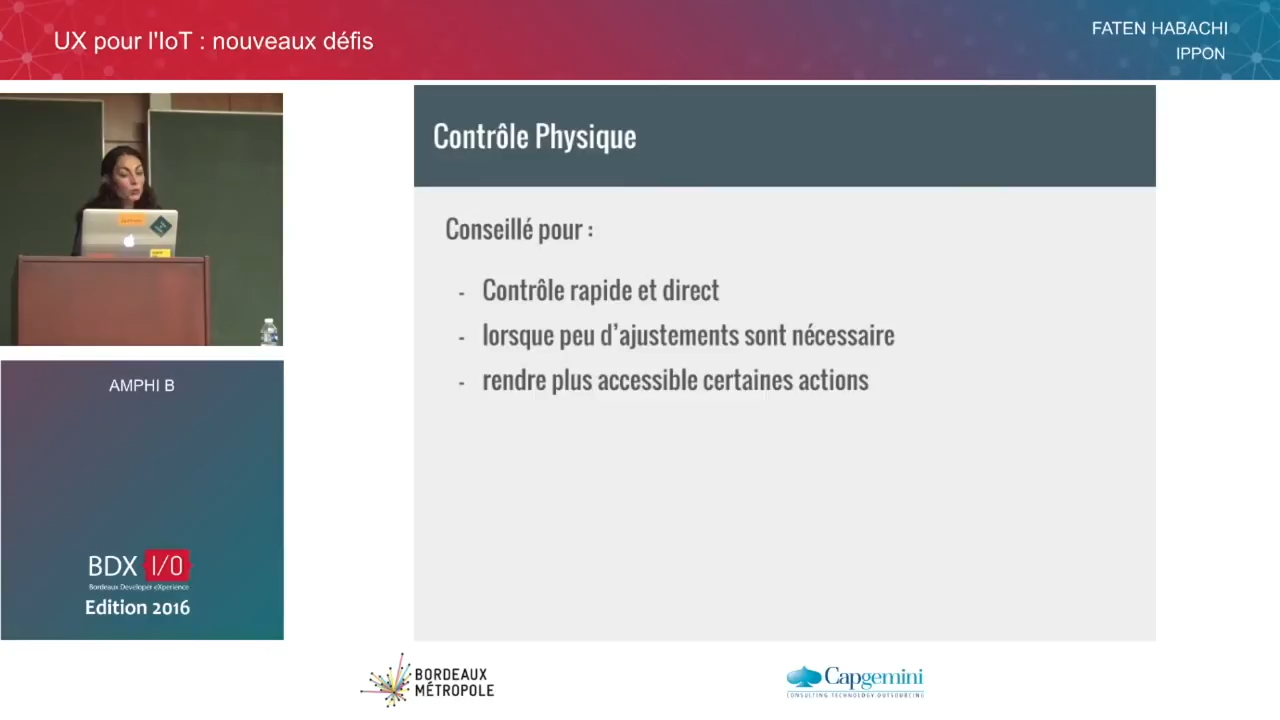 UX pour l'IoT : nouveaux défis
FATEN HABACHI
IPPON
Contrôle Physique
Conseillé pour :
- Contrôle rapide et direct
- lorsque peu d'ajustements sont nécessaire
- rendre plus accessible certaines actions
AMPHI B
BDX I/O
Bordeaux Developer eXperience
Edition 2016
BORDEAUX
MÉTROPOLE
Capgemini
CONSULTING.TECHNOLOGY.OUTSOURCING